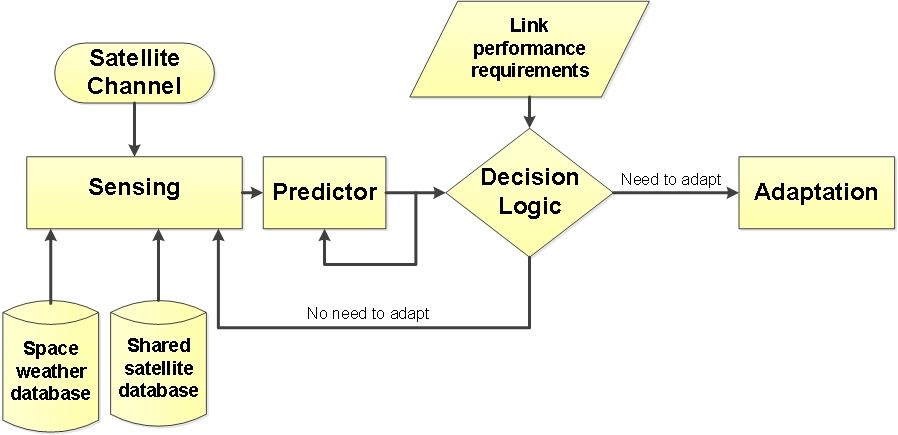 Link
performance
requirements
Satellite
Channel
Sensing
Predictor
Decision
Logic
Need to adapt
Adaptation
No need to adapt
Space
weather
database
Shared
satellite
database